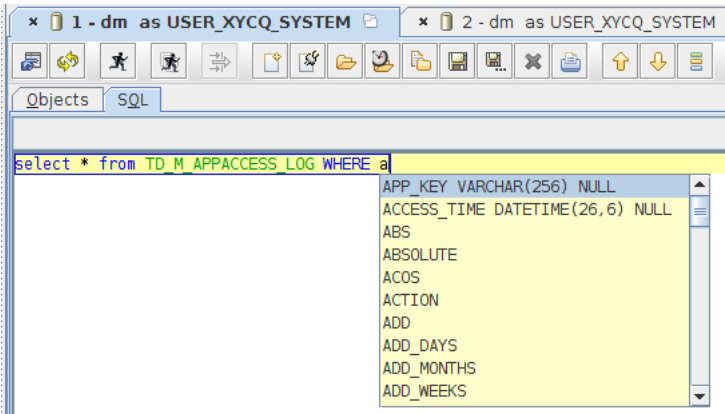 1 - dm as USER_XYCQ_SYSTEM
2 - dm as USER_XYCQ_SYSTEM
Objects
SQL
select * from TD_M_APPACCESS_LOG WHERE a
APP_KEY VARCHAR(256) NULL
ACCESS_TIME DATETIME(26,6) NULL
ABS
ABSOLUTE
ACOS
ACTION
ADD
ADD_DAYS
ADD_MONTHS
ADD_WEEKS